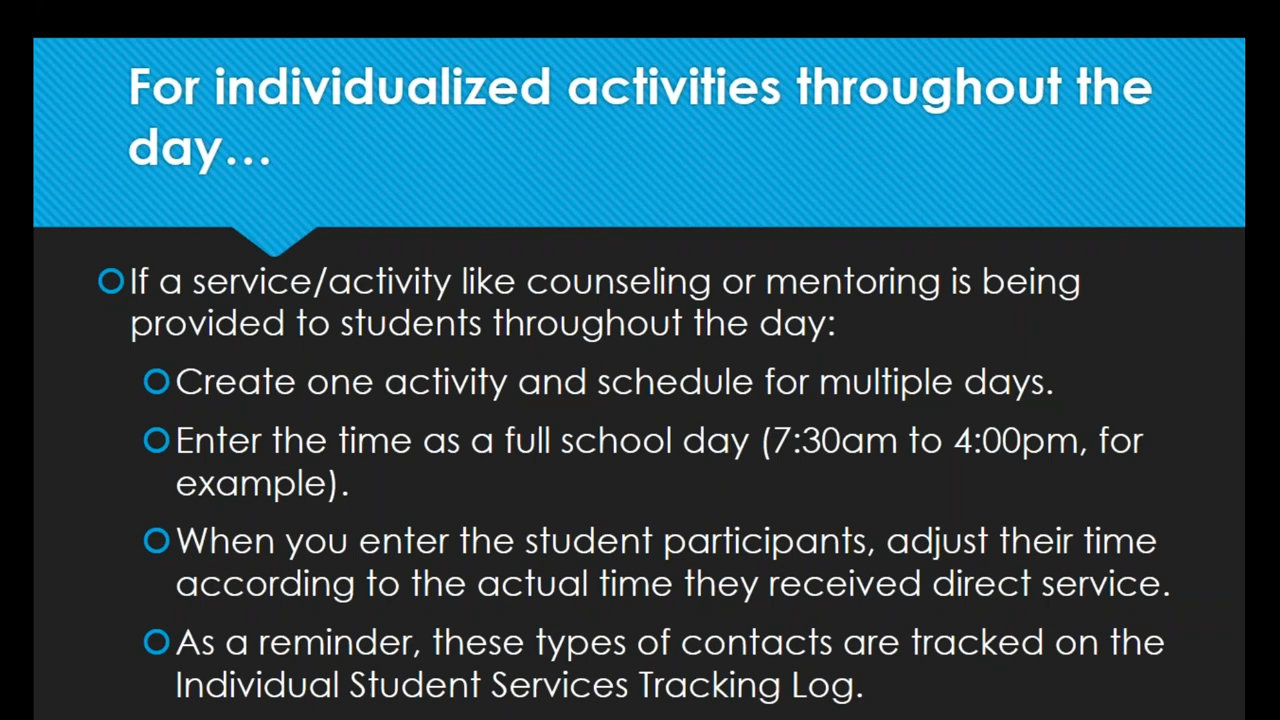 For individualized activities throughout the
day…
If a service/activity like counseling or mentoring is being
provided to students throughout the day:
Create one activity and schedule for multiple days.
Enter the time as a full school day (7:30am to 4:00pm, for
example).
When you enter the student participants, adjust their time
according to the actual time they received direct service.
As a reminder, these types of contacts are tracked on the
Individual Student Services Tracking Log.